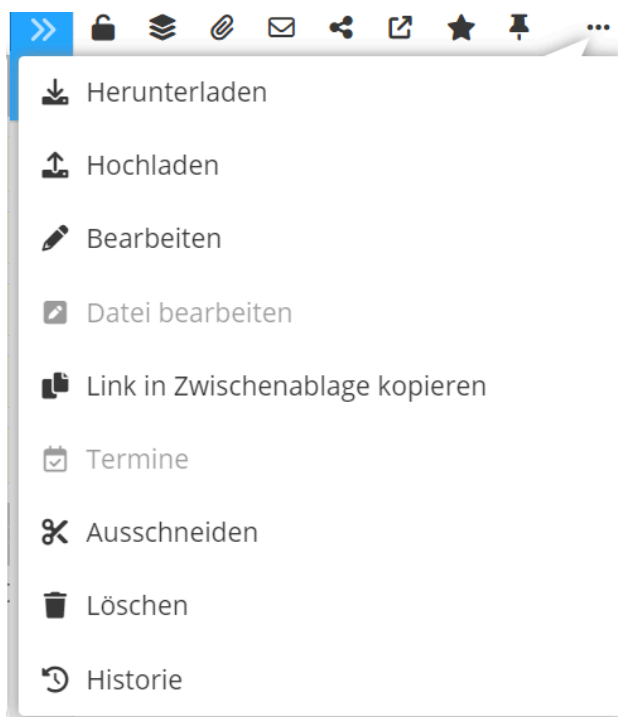 Herunterladen
Hochladen
Bearbeiten
Datei bearbeiten
Link in Zwischenablage kopieren
Termine
Ausschneiden
Löschen
Historie